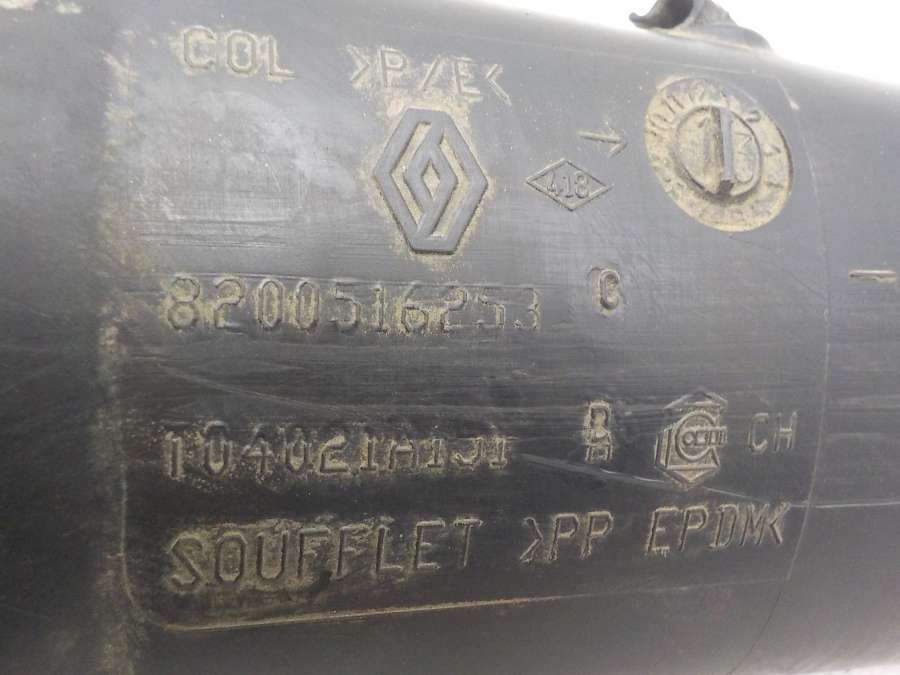 COL >P/E<
418
8200516253 C
B CH
SOUFFLET >PP EPDM<